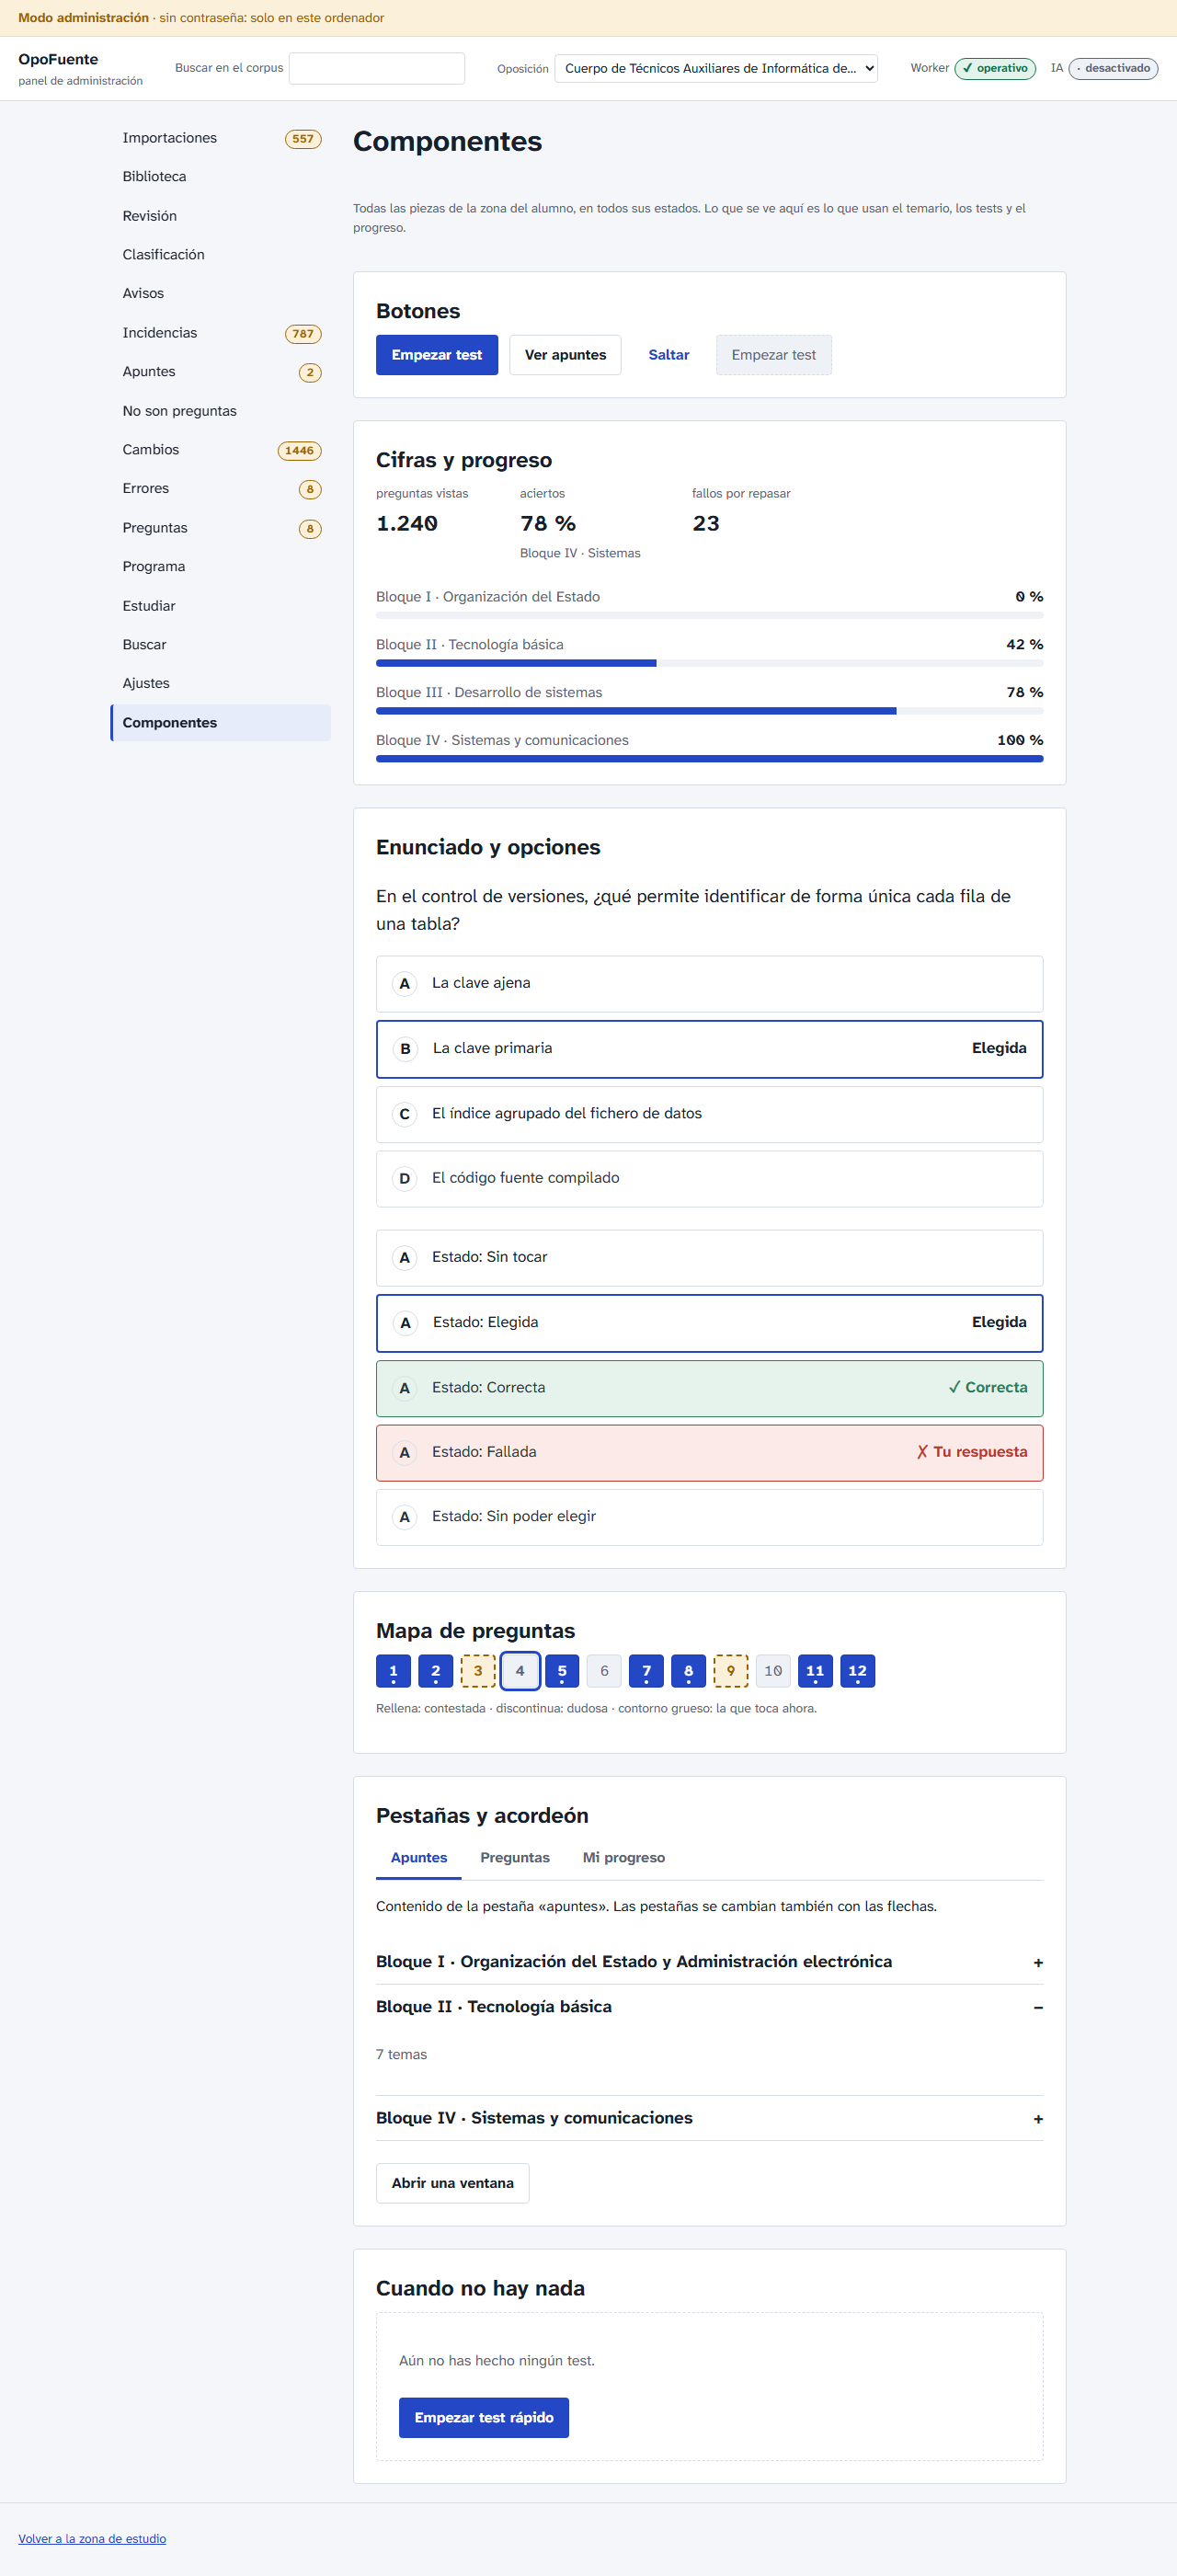 Modo administración · sin contraseña: solo en este ordenador
OpoFuente
panel de administración
Buscar en el corpus
Oposición
Cuerpo de Técnicos Auxiliares de Informática de...
Worker
✓ operativo
IA
· desactivado
Importaciones 557
Biblioteca
Revisión
Clasificación
Avisos
Incidencias 787
Apuntes 2
No son preguntas
Cambios 1446
Errores 8
Preguntas 8
Programa
Estudiar
Buscar
Ajustes
Componentes
Componentes
Todas las piezas de la zona del alumno, en todos sus estados. Lo que se ve aquí es lo que usan el temario, los tests y el
progreso.
Botones
Empezar test
Ver apuntes
Saltar
Empezar test
Cifras y progreso
preguntas vistas
1.240
aciertos
78 %
Bloque IV · Sistemas
fallos por repasar
23
Bloque I · Organización del Estado 0 %
Bloque II · Tecnología básica 42 %
Bloque III · Desarrollo de sistemas 78 %
Bloque IV · Sistemas y comunicaciones 100 %
Enunciado y opciones
En el control de versiones, ¿qué permite identificar de forma única cada fila de
una tabla?
A La clave ajena
B La clave primaria Elegida
C El índice agrupado del fichero de datos
D El código fuente compilado
A Estado: Sin tocar
A Estado: Elegida Elegida
A Estado: Correcta ✓ Correcta
A Estado: Fallada ✗ Tu respuesta
A Estado: Sin poder elegir
Mapa de preguntas
1 2 3 4 5 6 7 8 9 10 11 12
Rellena: contestada · discontinua: dudosa · contorno grueso: la que toca ahora.
Pestañas y acordeón
Apuntes
Preguntas
Mi progreso
Contenido de la pestaña «apuntes». Las pestañas se cambian también con las flechas.
Bloque I · Organización del Estado y Administración electrónica +
Bloque II · Tecnología básica −
7 temas
Bloque IV · Sistemas y comunicaciones +
Abrir una ventana
Cuando no hay nada
Aún no has hecho ningún test.
Empezar test rápido
Volver a la zona de estudio